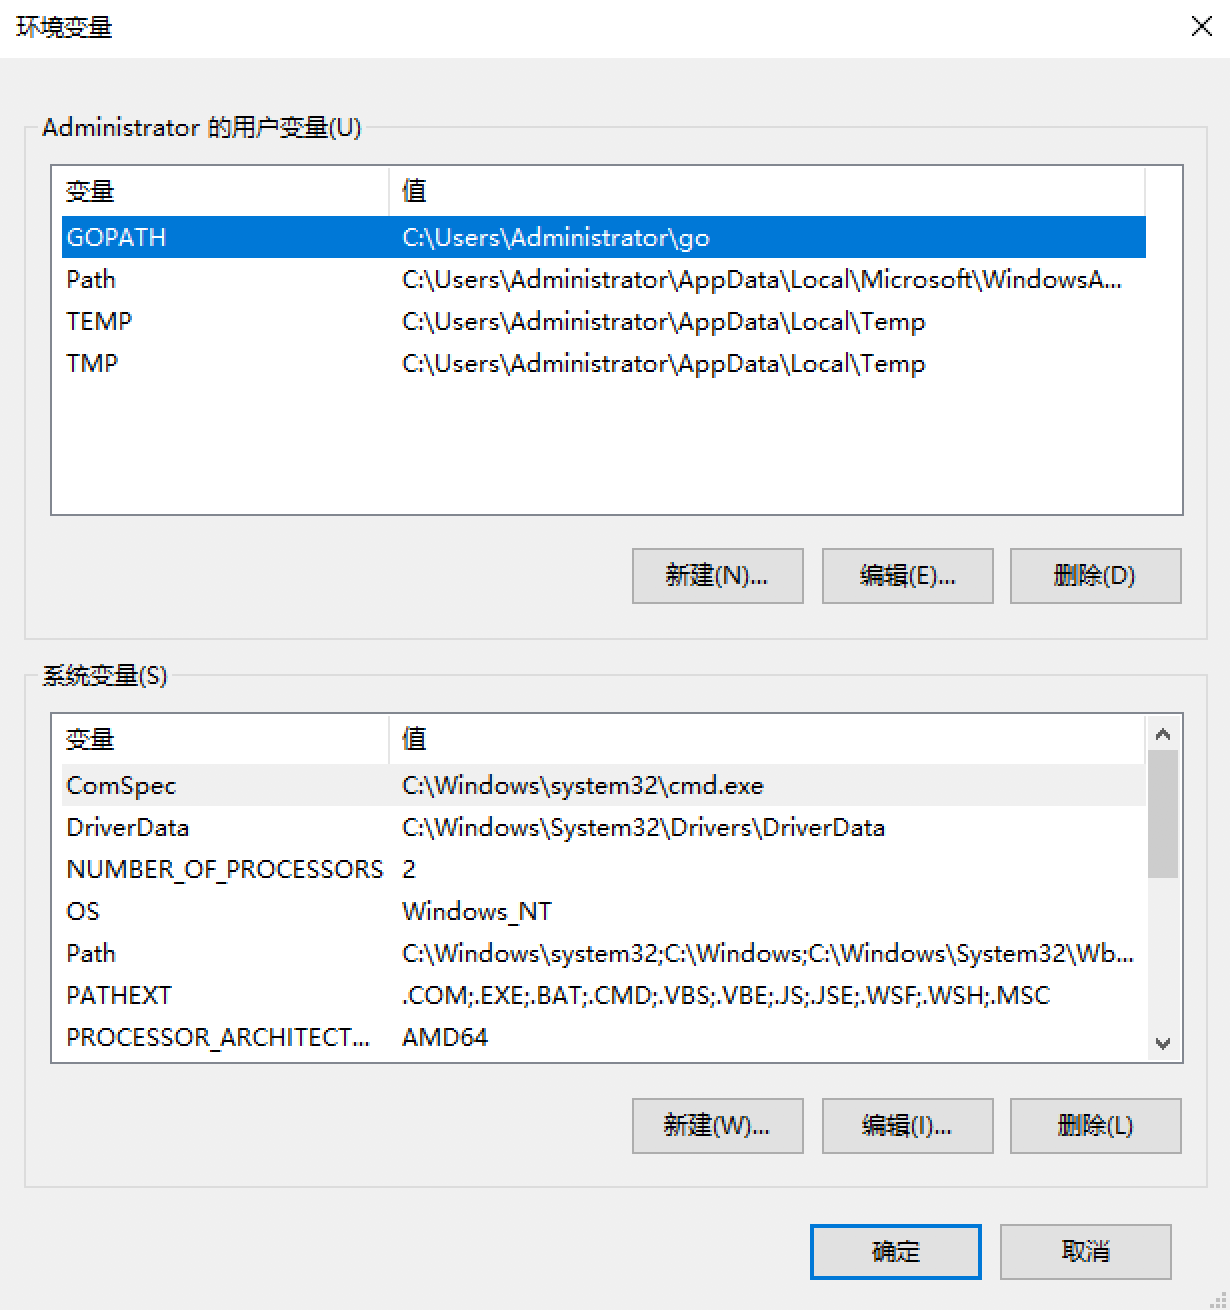 环境变量
Administrator 的用户变量(U)
变量 值
GOPATH C:\Users\Administrator\go
Path C:\Users\Administrator\AppData\Local\Microsoft\WindowsA...
TEMP C:\Users\Administrator\AppData\Local\Temp
TMP C:\Users\Administrator\AppData\Local\Temp
新建(N)... 编辑(E)... 删除(D)
系统变量(S)
变量 值
ComSpec C:\Windows\system32\cmd.exe
DriverData C:\Windows\System32\Drivers\DriverData
NUMBER_OF_PROCESSORS 2
OS Windows_NT
Path C:\Windows\system32;C:\Windows;C:\Windows\System32\Wb...
PATHEXT .COM;.EXE;.BAT;.CMD;.VBS;.VBE;.JS;.JSE;.WSF;.WSH;.MSC
PROCESSOR_ARCHITECT... AMD64
新建(W)... 编辑(I)... 删除(L)
确定 取消